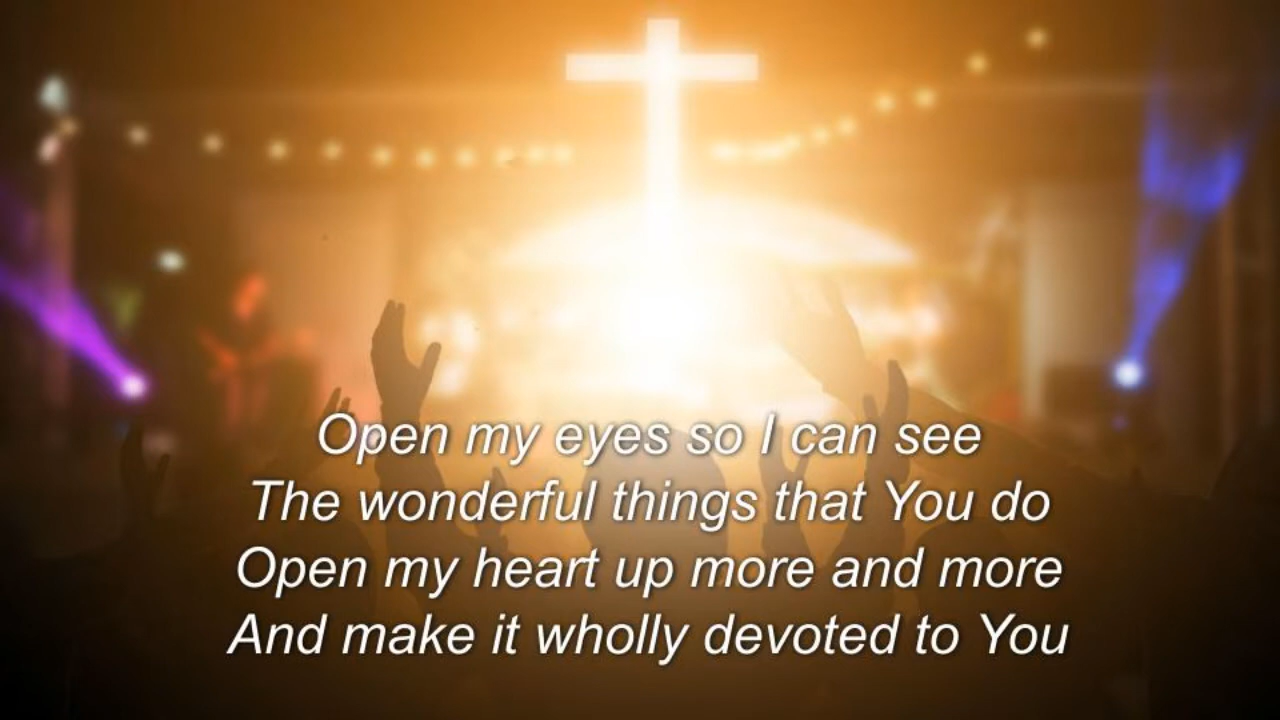 Open my eyes so I can see
The wonderful things that You do
Open my heart up more and more
And make it wholly devoted to You